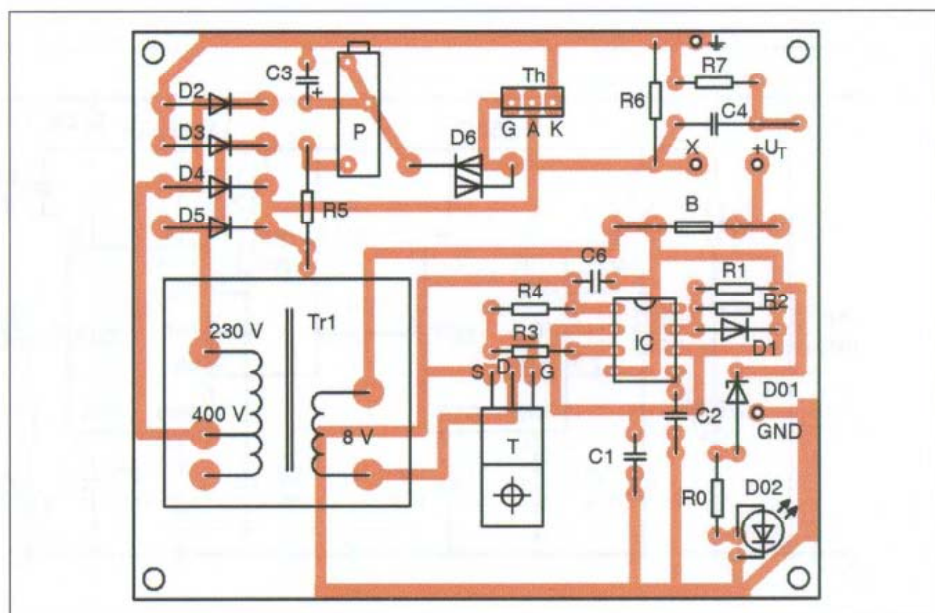 C3
+
D2
D3
D4
D5
P
Th
G A K
D6
R5
R6
R7
C4
X
+U_T
B
C6
R1
R2
D1
R4
R3
IC
S D G
T
230 V
Tr1
400 V
8 V
C1
C2
D01
GND
R0
D02